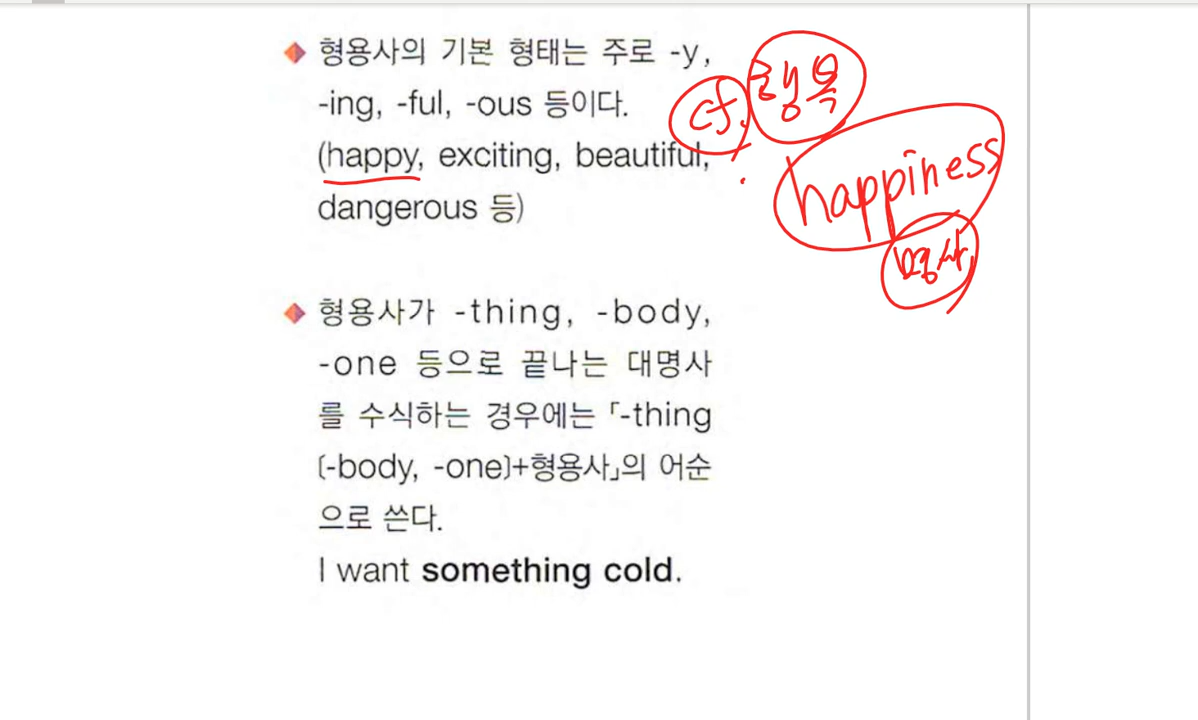 형용사의 기본 형태는 주로 -y,
-ing, -ful, -ous 등이다.
(happy, exciting, beautiful,
dangerous 등)
cf.
행복
happiness
명사
형용사가 -thing, -body,
-one 등으로 끝나는 대명사
를 수식하는 경우에는 「-thing
(-body, -one)+형용사」의 어순
으로 쓴다.
I want something cold.